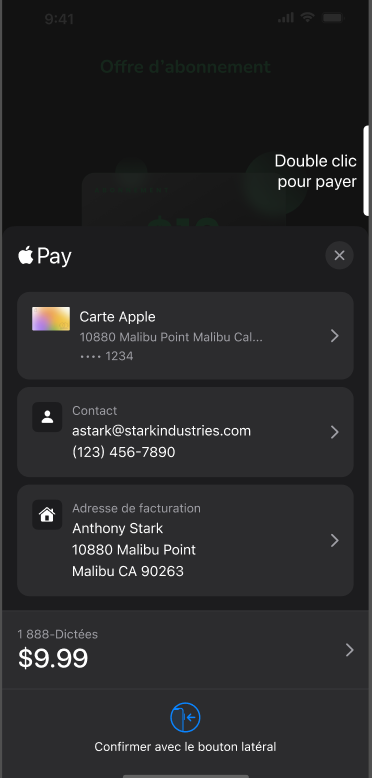 9:41
Offre d'abonnement
Double clic
pour payer
Pay
Carte Apple
10880 Malibu Point Malibu Cal...
•••• 1234
Contact
astark@starkindustries.com
(123) 456-7890
Adresse de facturation
Anthony Stark
10880 Malibu Point
Malibu CA 90263
1 888-Dictées
$9.99
Confirmer avec le bouton latéral